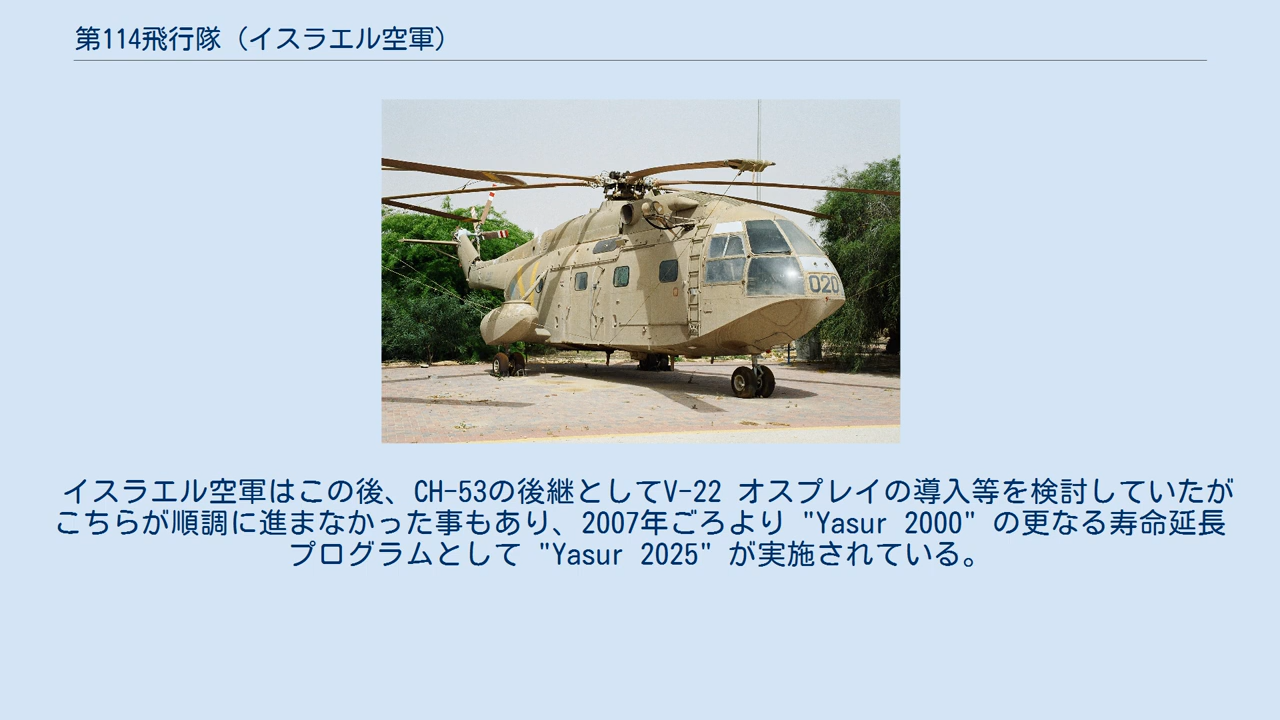 第114飛行隊（イスラエル空軍）
020
イスラエル空軍はこの後、CH-53の後継としてV-22 オスプレイの導入等を検討していたが
こちらが順調に進まなかった事もあり、2007年ごろより "Yasur 2000" の更なる寿命延長
プログラムとして "Yasur 2025" が実施されている。